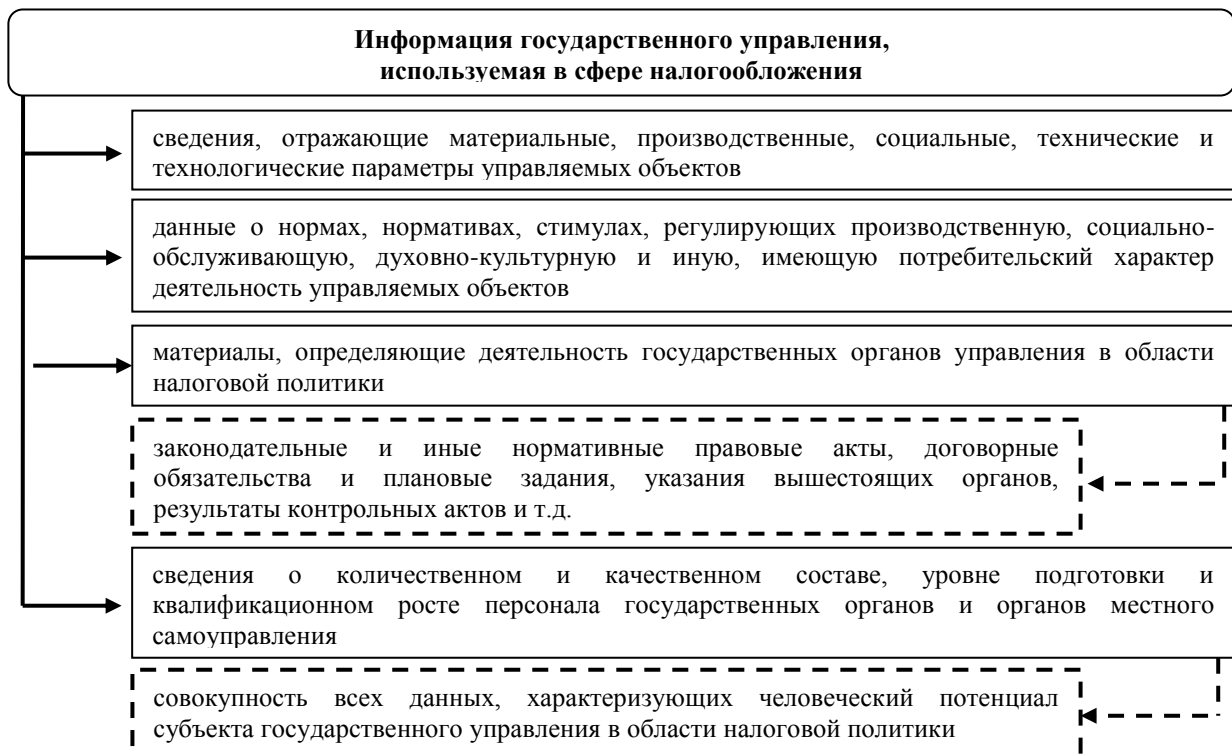 Информация государственного управления,
используемая в сфере налогообложения
сведения, отражающие материальные, производственные, социальные, технические и
технологические параметры управляемых объектов
данные о нормах, нормативах, стимулах, регулирующих производственную, социально-
обслуживающую, духовно-культурную и иную, имеющую потребительский характер
деятельность управляемых объектов
материалы, определяющие деятельность государственных органов управления в области
налоговой политики
законодательные и иные нормативные правовые акты, договорные
обязательства и плановые задания, указания вышестоящих органов,
результаты контрольных актов и т.д.
сведения о количественном и качественном составе, уровне подготовки и
квалификационном росте персонала государственных органов и органов местного
самоуправления
совокупность всех данных, характеризующих человеческий потенциал
субъекта государственного управления в области налоговой политики